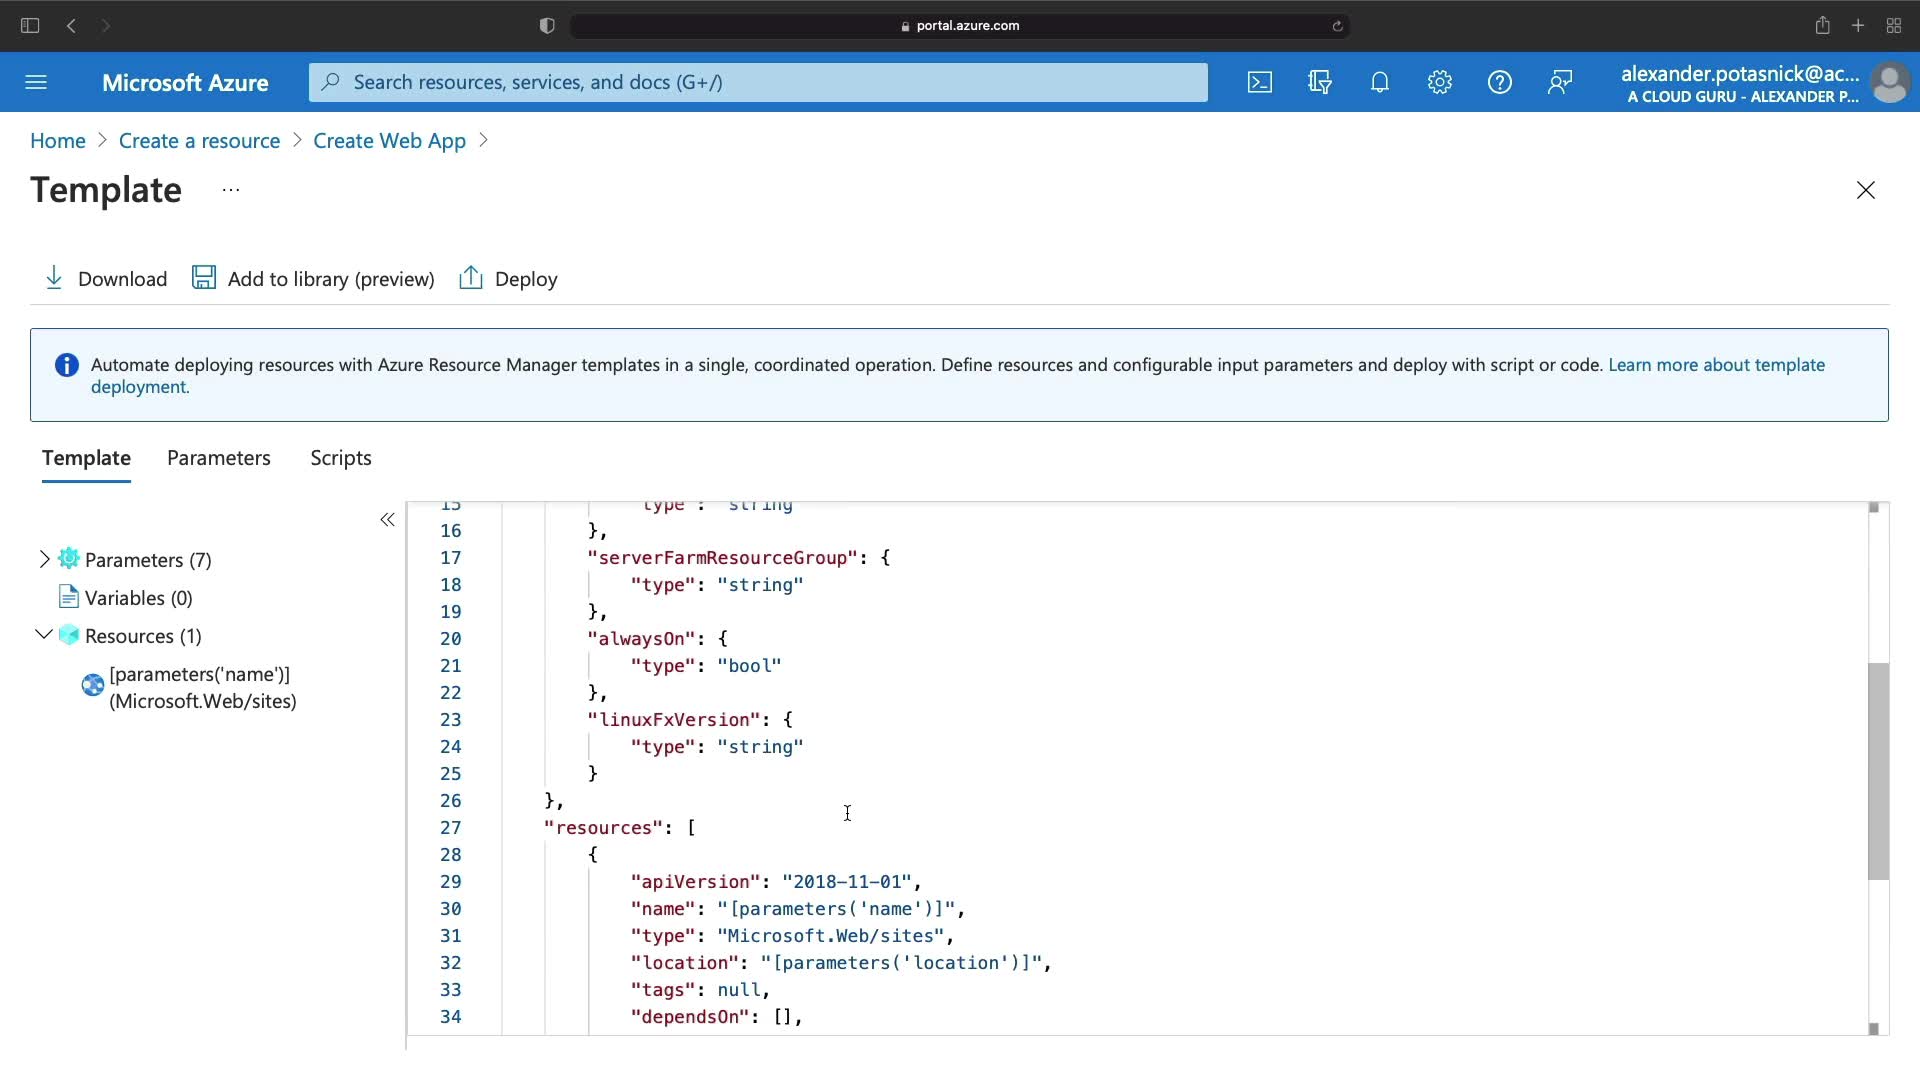 portal.azure.com
Microsoft Azure
Search resources, services, and docs (G+/)
alexander.potasnick@ac...
A CLOUD GURU - ALEXANDER P...
Home > Create a resource > Create Web App >
Template ...
Download
Add to library (preview)
Deploy
Automate deploying resources with Azure Resource Manager templates in a single, coordinated operation. Define resources and configurable input parameters and deploy with script or code. Learn more about template
deployment.
Template
Parameters
Scripts
Parameters (7)
Variables (0)
Resources (1)
[parameters('name')]
(Microsoft.Web/sites)
15 "type": "string"
16 },
17 "serverFarmResourceGroup": {
18 "type": "string"
19 },
20 "alwaysOn": {
21 "type": "bool"
22 },
23 "linuxFxVersion": {
24 "type": "string"
25 }
26 },
27 "resources": [
28 {
29 "apiVersion": "2018-11-01",
30 "name": "[parameters('name')]",
31 "type": "Microsoft.Web/sites",
32 "location": "[parameters('location')]",
33 "tags": null,
34 "dependsOn": [],